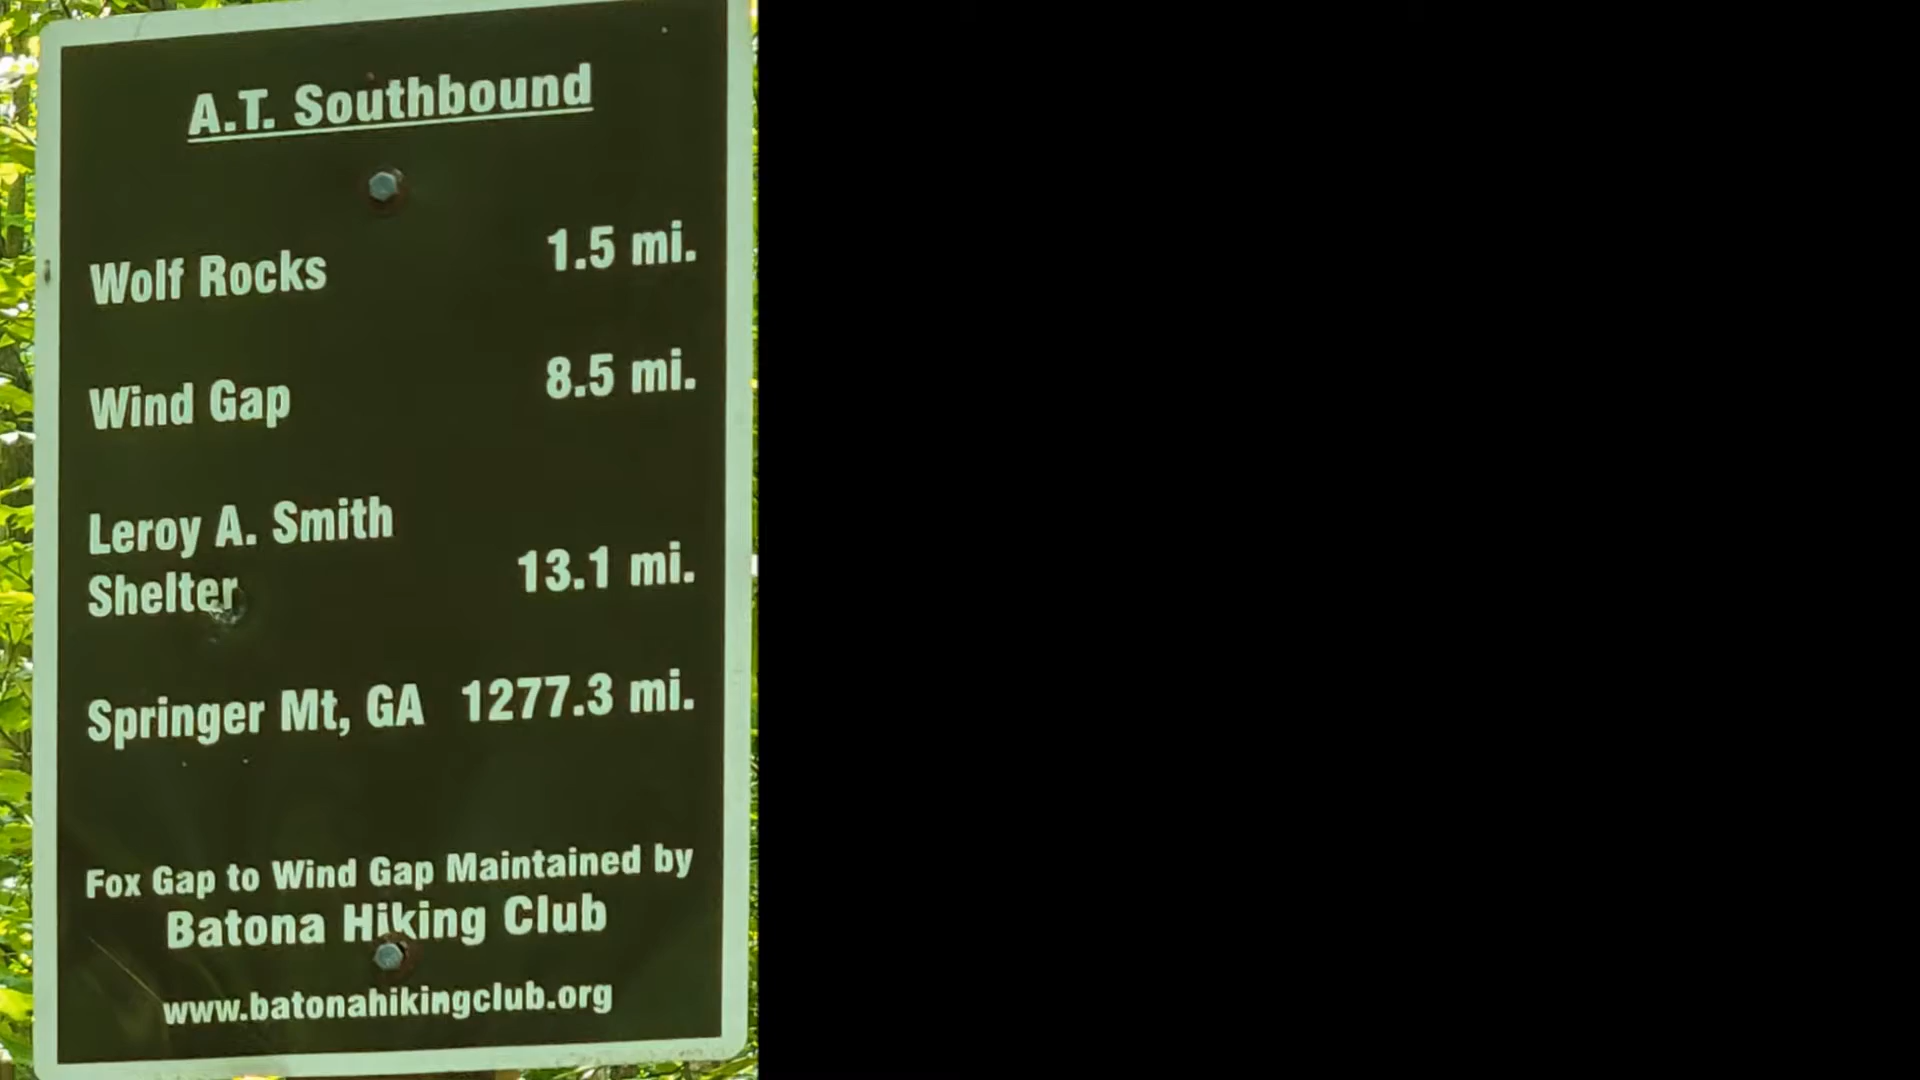 A.T. Southbound
Wolf Rocks 1.5 mi.
Wind Gap 8.5 mi.
Leroy A. Smith
Shelter 13.1 mi.
Springer Mt, GA 1277.3 mi.
Fox Gap to Wind Gap Maintained by
Batona Hiking Club
www.batonahikingclub.org